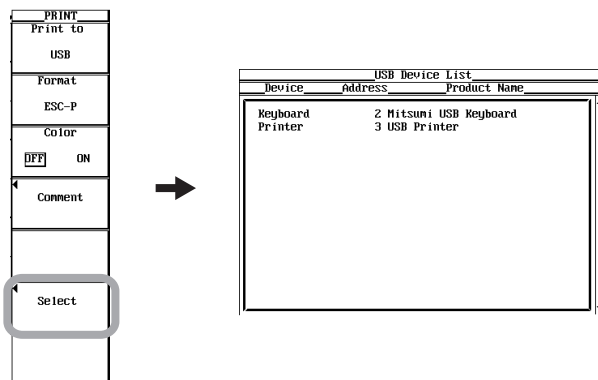 PRINT
Print to
USB
Format
ESC-P
Color
OFF ON
Comment
Select
USB Device List
Device Address Product Name
Keyboard 2 Mitsumi USB Keyboard
Printer 3 USB Printer